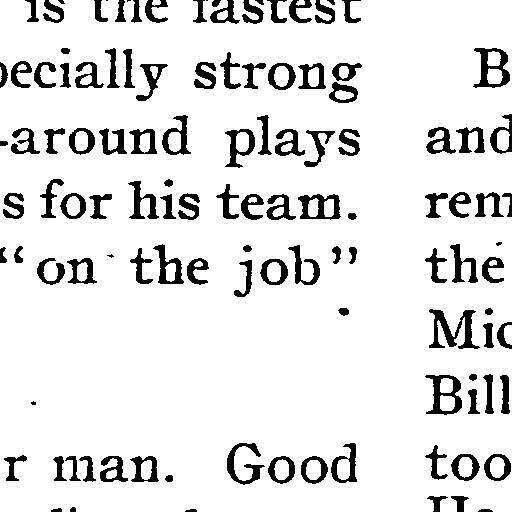 is the fastest
pecially strong
-around plays
s for his team.
"on the job"
r man. Good
B
and
rem
the
Mic
Bill
too
He